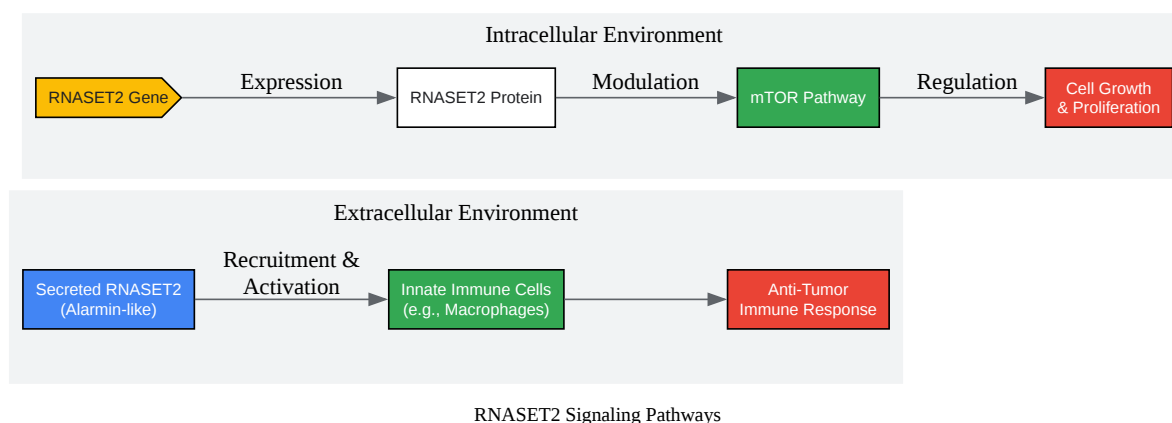 Intracellular Environment
Expression
Modulation
Regulation
RNASET2 Gene
RNASET2 Protein
mTOR Pathway
Cell Growth
& Proliferation
Extracellular Environment
Recruitment &
Activation
Secreted RNASET2
(Alarmin-like)
Innate Immune Cells
(e.g., Macrophages)
Anti-Tumor
Immune Response
RNASET2 Signaling Pathways